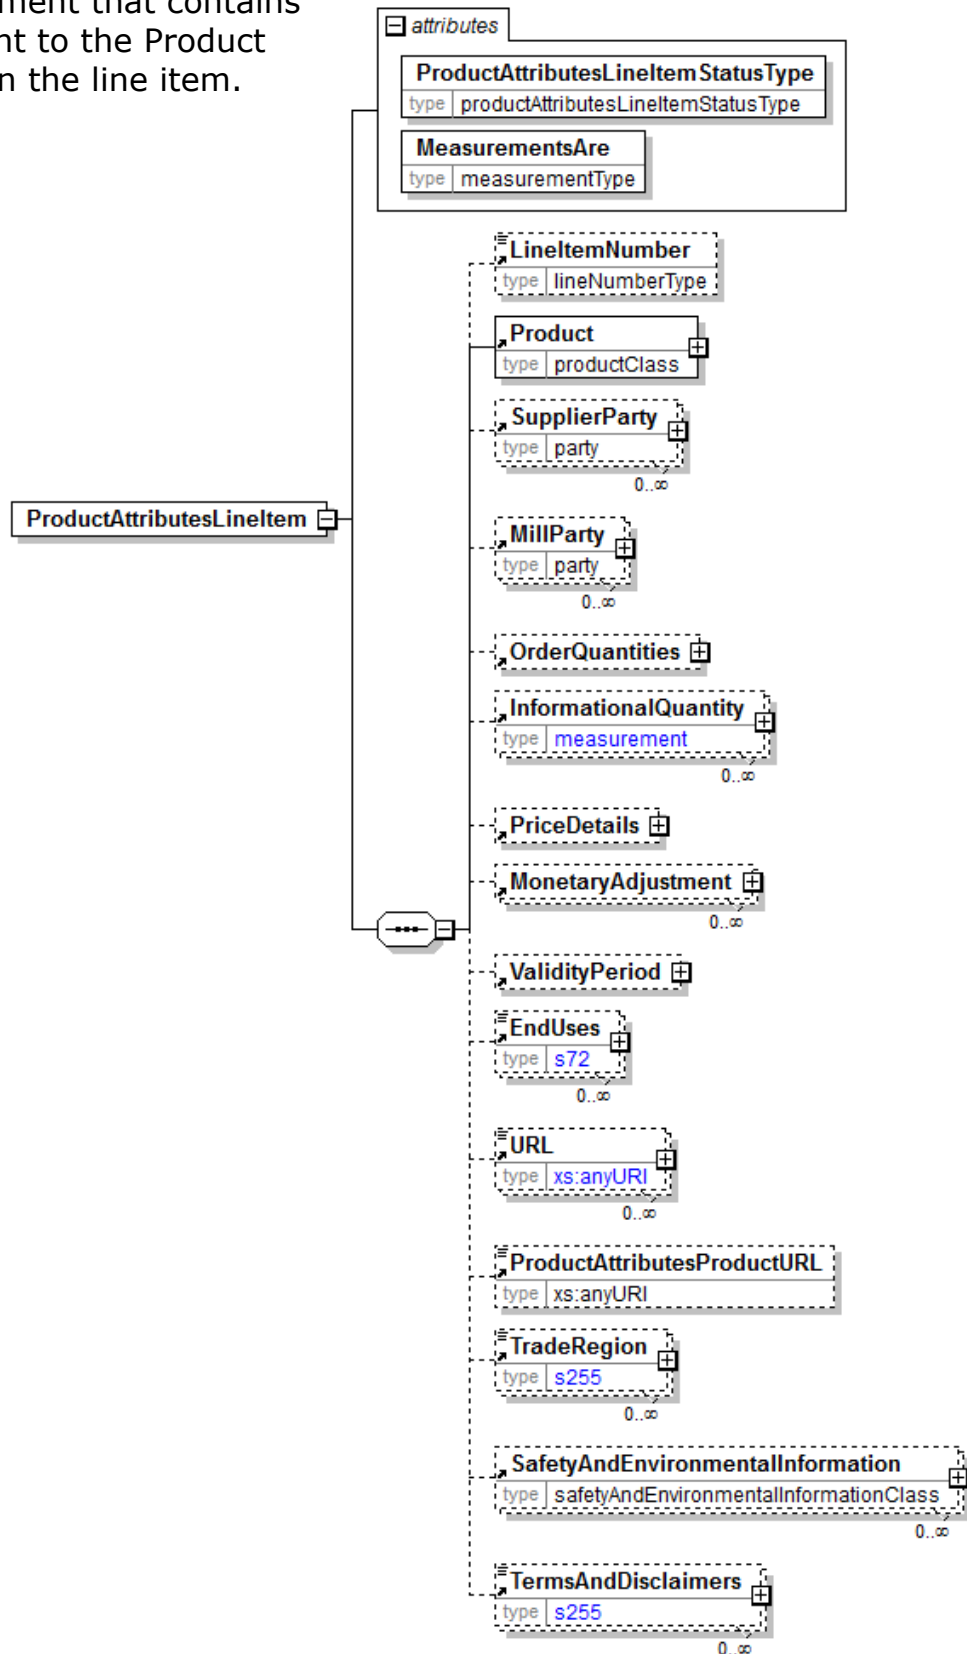 ment that contains
nt to the Product
n the line item.
attributes
ProductAttributesLineItemStatusType
type productAttributesLineItemStatusType
MeasurementsAre
type measurementType
LineItemNumber
type lineNumberType
Product
type productClass
SupplierParty
type party
0..∞
ProductAttributesLineItem
MillParty
type party
0..∞
OrderQuantities
InformationalQuantity
type measurement
0..∞
PriceDetails
MonetaryAdjustment
0..∞
ValidityPeriod
EndUses
type s72
0..∞
URL
type xs:anyURI
0..∞
ProductAttributesProductURL
type xs:anyURI
TradeRegion
type s255
0..∞
SafetyAndEnvironmentalInformation
type safetyAndEnvironmentalInformationClass
0..∞
TermsAndDisclaimers
type s255
0..∞